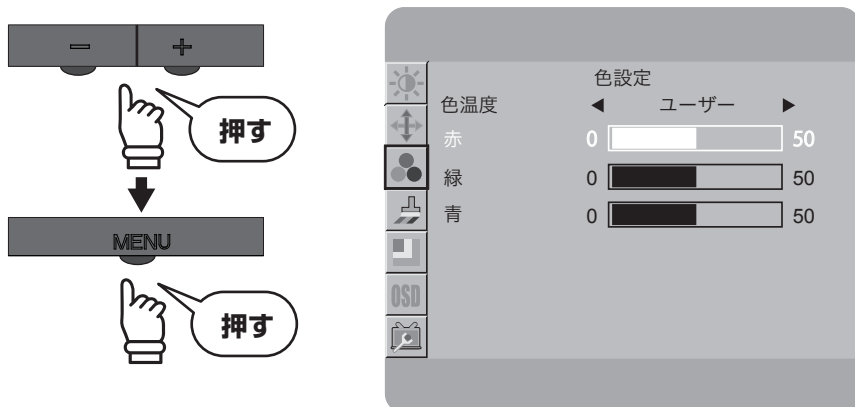 − +
押す
MENU
押す
色設定
色温度 ◀ ユーザー ▶
赤 0 50
緑 0 50
青 0 50
OSD